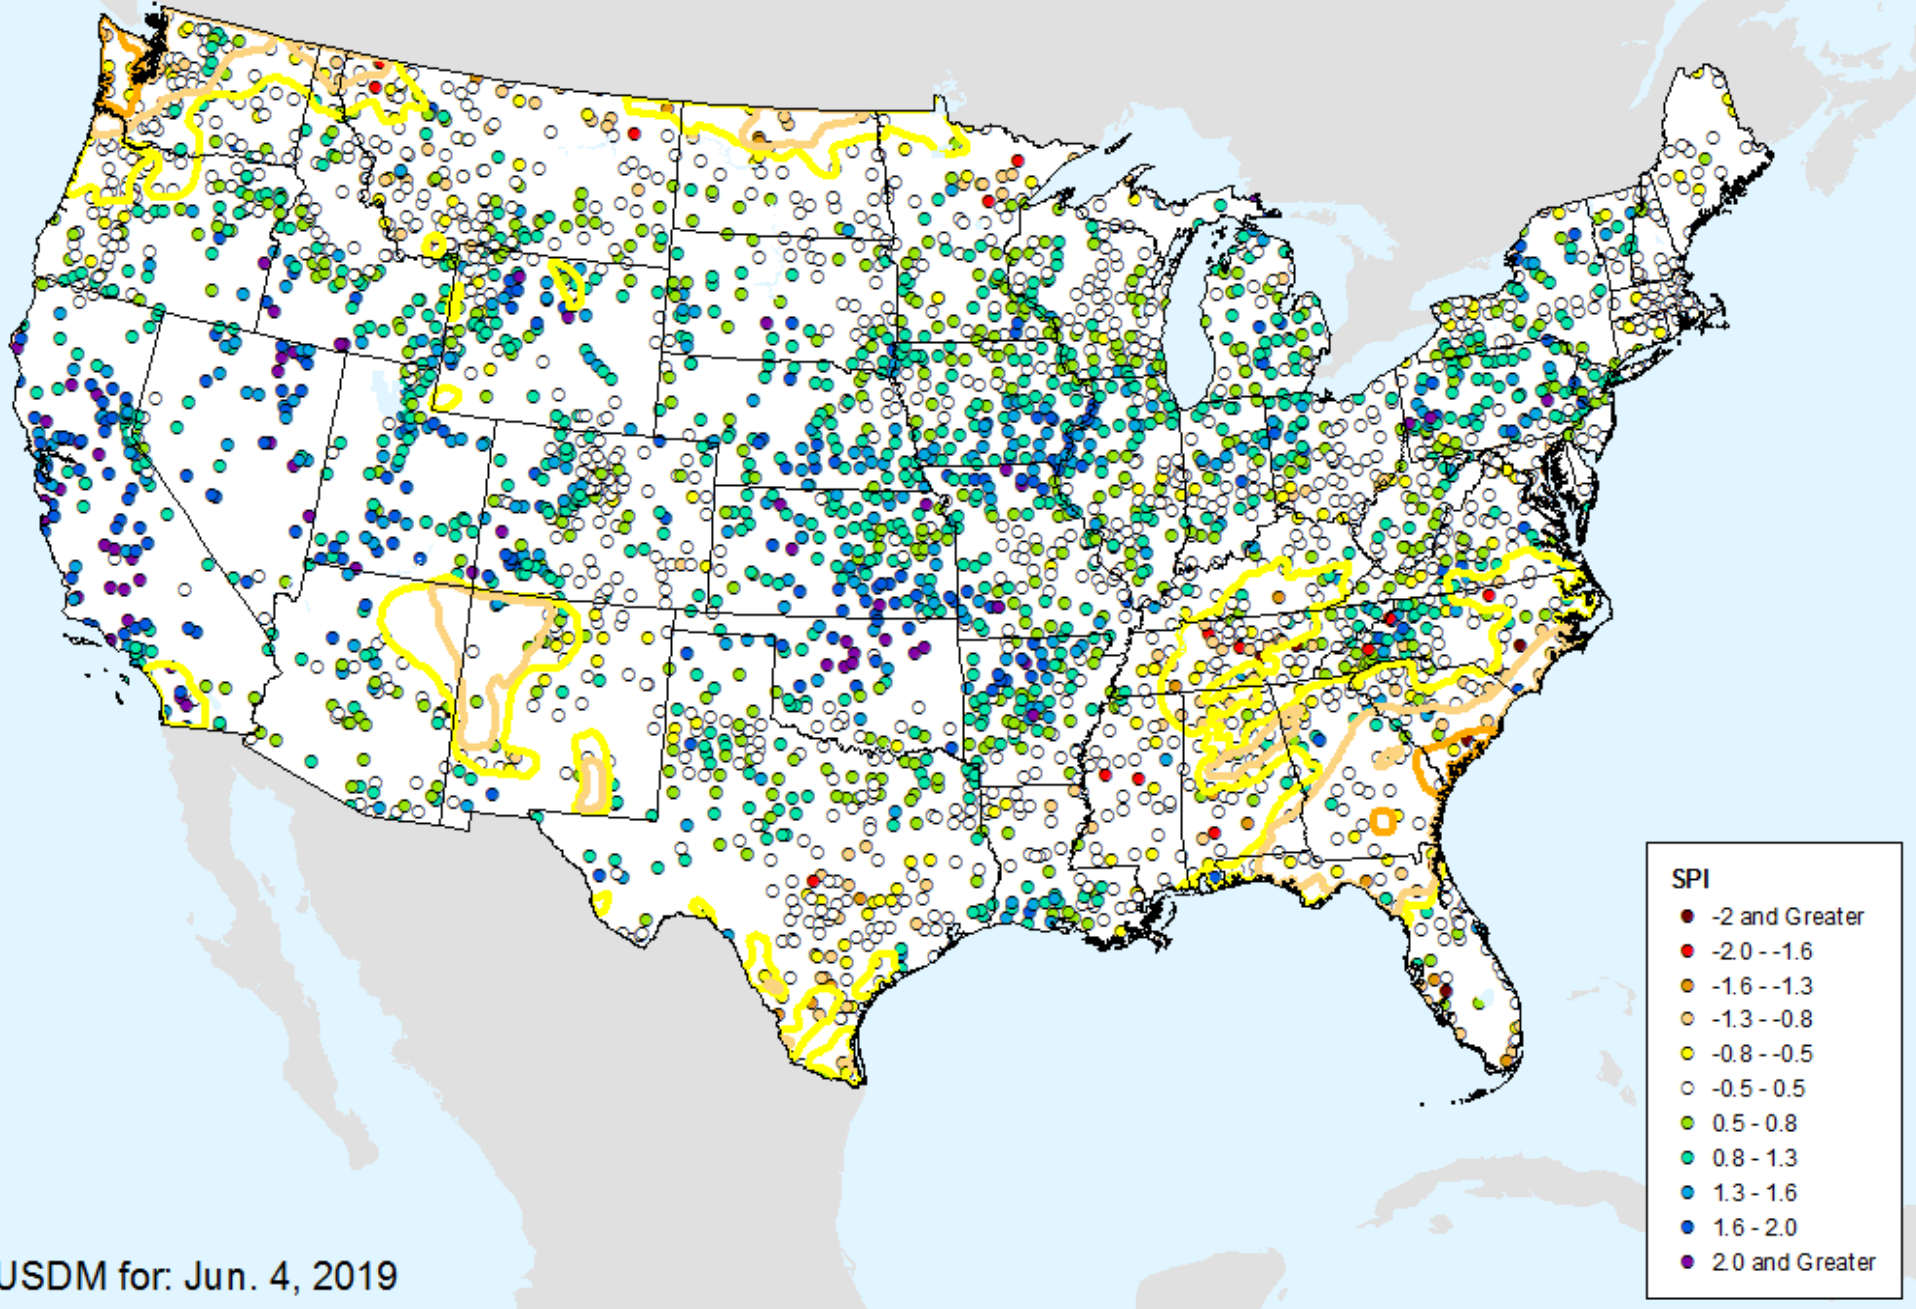 SPI
-2 and Greater
-2.0 - -1.6
-1.6 - -1.3
-1.3 - -0.8
-0.8 - -0.5
-0.5 - 0.5
0.5 - 0.8
0.8 - 1.3
1.3 - 1.6
1.6 - 2.0
2.0 and Greater
USDM for: Jun. 4, 2019